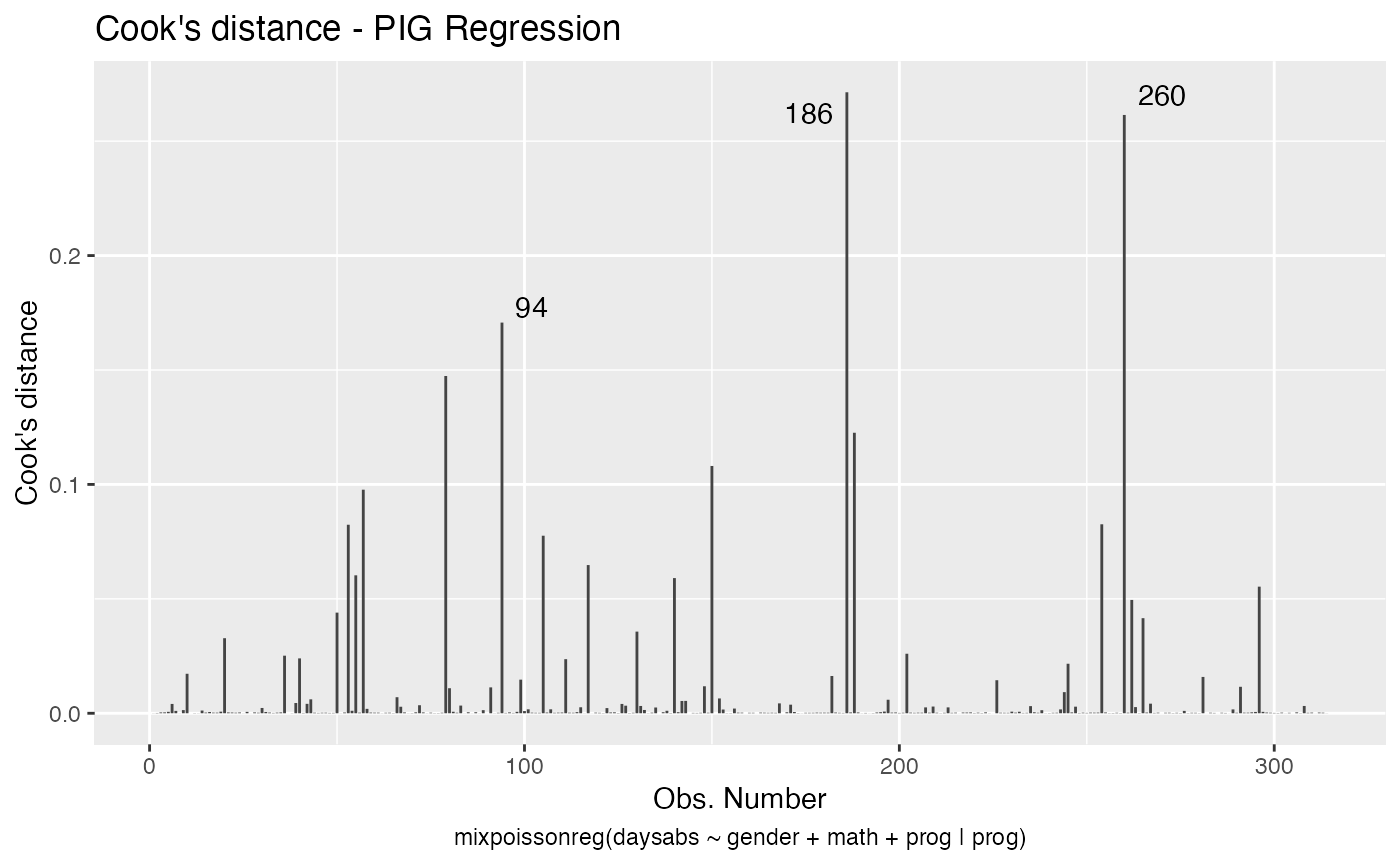 Cook's distance - PIG Regression
186
260
94
0.2
0.1
0.0
Cook's distance
0
100
200
300
Obs. Number
mixpoissonreg(daysabs ~ gender + math + prog | prog)